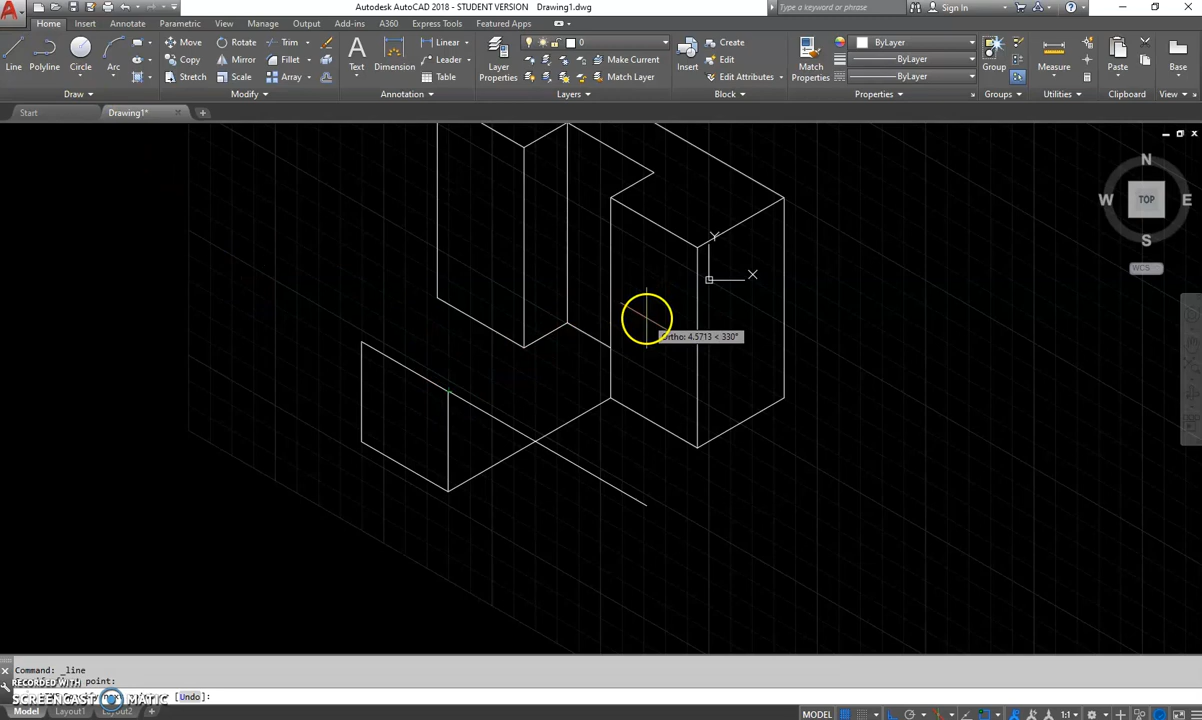 Autodesk AutoCAD 2018 - STUDENT VERSION Drawing1.dwg
Type a keyword or phrase
Sign In
Home Insert Annotate Parametric View Manage Output Add-ins A360 Express Tools Featured Apps
Line Polyline Circle Arc
Move Rotate Trim
Copy Mirror Fillet
Stretch Scale Array
Text Dimension
Linear
Leader
Table
Layer Properties
0
Make Current
Match Layer
Insert
Create
Edit
Edit Attributes
Match Properties
ByLayer
ByLayer
ByLayer
Group
Measure
Paste
Base
Draw Modify Annotation Layers Block Properties Groups Utilities Clipboard View
Start Drawing1*
N
W TOP E
S
WCS
Y
X
Ortho: 4.5713 < 330°
Command: _line
point:
[Undo]:
RECORDED WITH
SCREENCAST MATIC
Model Layout1 Layout2
MODEL 1:1